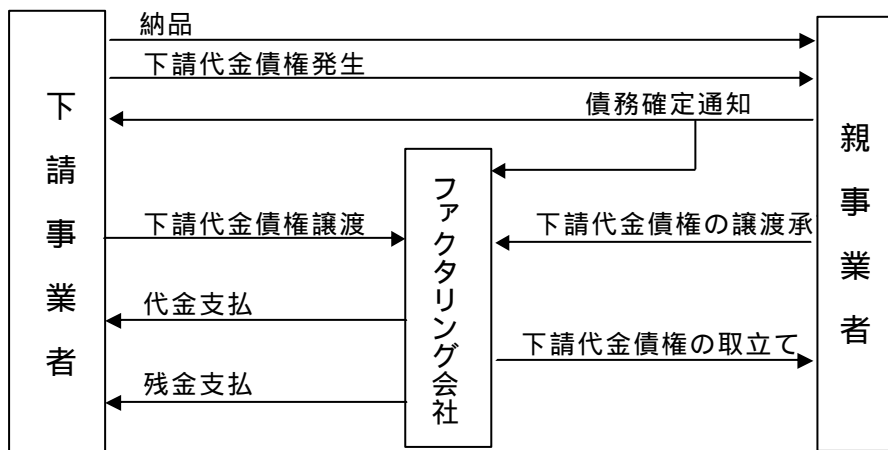 納品
下請代金債権発生
債務確定通知
下請事業者
親事業者
ファクタリング会社
下請代金債権譲渡
下請代金債権の譲渡承
代金支払
下請代金債権の取立て
残金支払